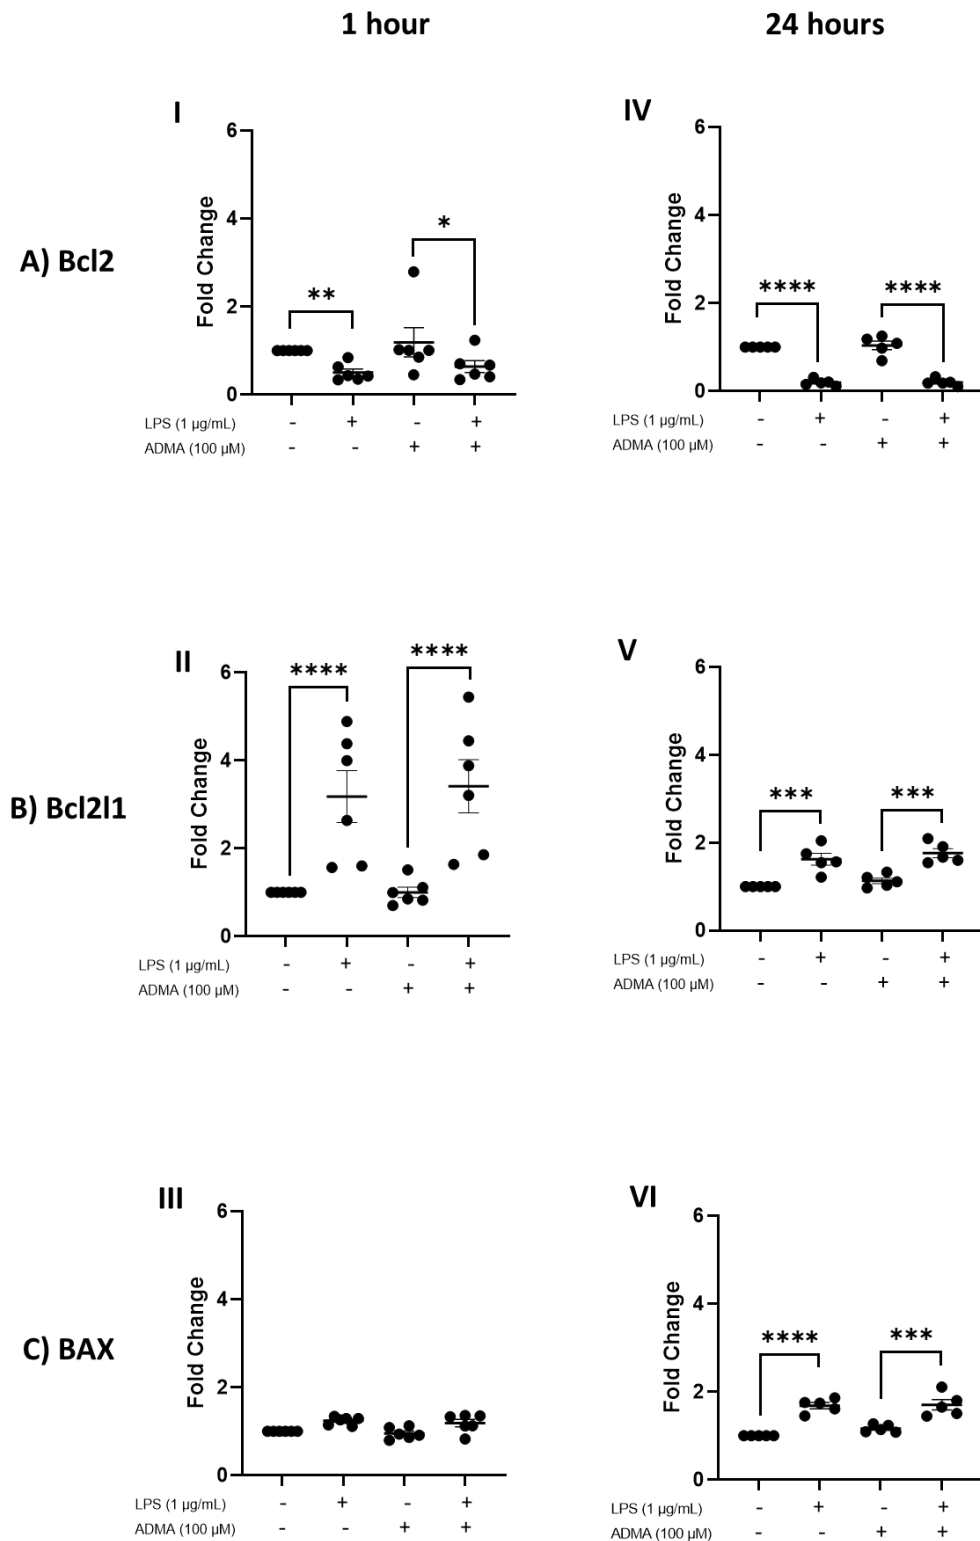 1 hour
24 hours
A) Bcl2
I
Fold Change
6
4
2
0
**
*
LPS (1 µg/mL) - + - +
ADMA (100 µM) - - + +
IV
Fold Change
6
4
2
0
****
****
LPS (1 µg/mL) - + - +
ADMA (100 µM) - - + +
B) Bcl2l1
II
Fold Change
6
4
2
0
****
****
LPS (1 µg/mL) - + - +
ADMA (100 µM) - - + +
V
Fold Change
6
4
2
0
***
***
LPS (1 µg/mL) - + - +
ADMA (100 µM) - - + +
C) BAX
III
Fold Change
6
4
2
0
LPS (1 µg/mL) - + - +
ADMA (100 µM) - - + +
VI
Fold Change
6
4
2
0
****
***
LPS (1 µg/mL) - + - +
ADMA (100 µM) - - + +